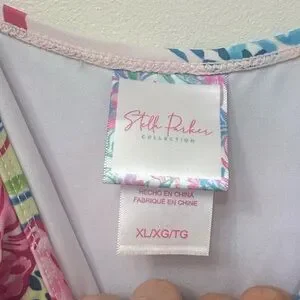 Stella Parker
COLLECTION
HECHO EN CHINA
FABRIQUÉ EN CHINE
XL/XG/TG